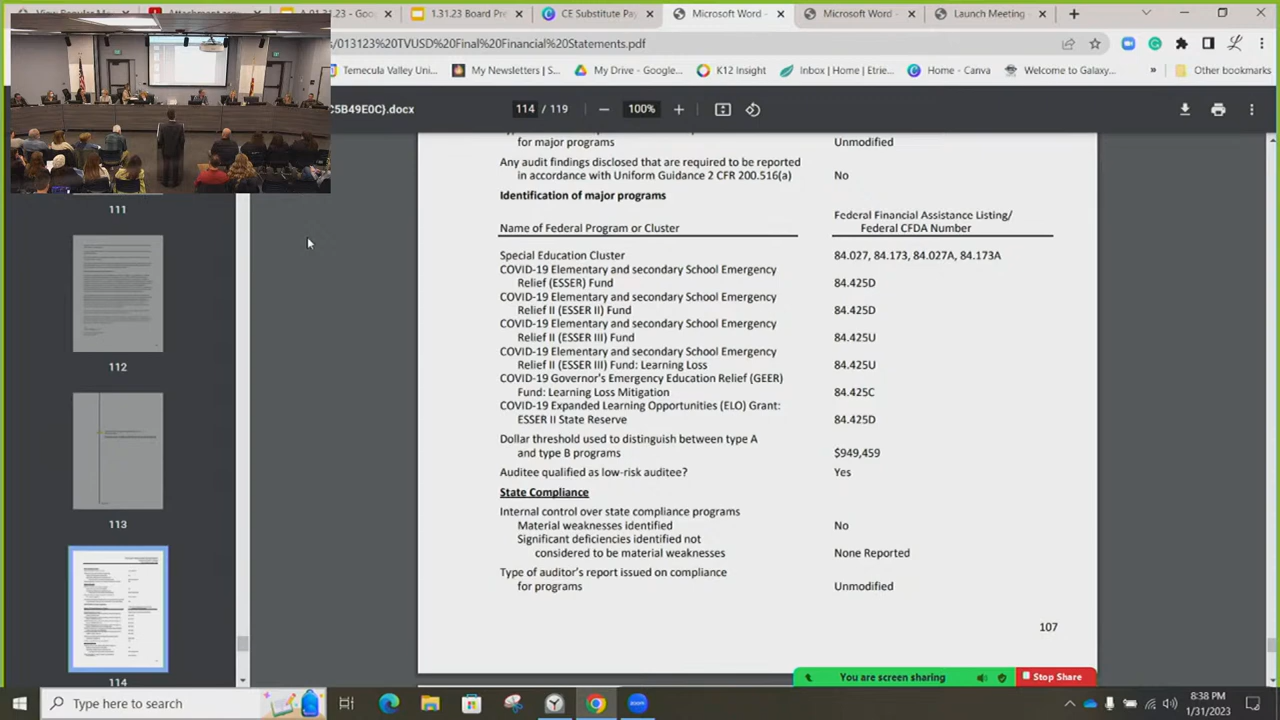 A 01.31.23 - Goo
1.31.23 Board Pre
CE Substitute Pay
Microsoft Word -
Microsoft Word -
Launch Meeting
/013123%20TVUSD%20Final%20Financial%20Statements.pdf
Temecula Valley Uni...
My Newsletters | S...
My Drive - Google...
K12 Insight
Inbox | Home | Etrie...
Home - Canva
Welcome to Galaxy...
»
Other bookmarks
C5B49E0C}.docx
114 / 119
100%
for major programs Unmodified
Any audit findings disclosed that are required to be reported
in accordance with Uniform Guidance 2 CFR 200.516(a) No
Identification of major programs
Federal Financial Assistance Listing/
Name of Federal Program or Cluster Federal CFDA Number
Special Education Cluster 84.027, 84.173, 84.027A, 84.173A
COVID-19 Elementary and secondary School Emergency
Relief (ESSER) Fund 84.425D
COVID-19 Elementary and secondary School Emergency
Relief II (ESSER II) Fund 84.425D
COVID-19 Elementary and secondary School Emergency
Relief II (ESSER III) Fund 84.425U
COVID-19 Elementary and secondary School Emergency
Relief II (ESSER III) Fund: Learning Loss 84.425U
COVID-19 Governor's Emergency Education Relief (GEER)
Fund: Learning Loss Mitigation 84.425C
COVID-19 Expanded Learning Opportunities (ELO) Grant:
ESSER II State Reserve 84.425D
Dollar threshold used to distinguish between type A
and type B programs $949,459
Auditee qualified as low-risk auditee? Yes
State Compliance
Internal control over state compliance programs
Material weaknesses identified No
Significant deficiencies identified not
considered to be material weaknesses None Reported
Type of auditor's report issued on compliance
for programs Unmodified
107
111
112
113
114
You are screen sharing
Stop Share
Type here to search
zoom
8:38 PM
1/31/2023